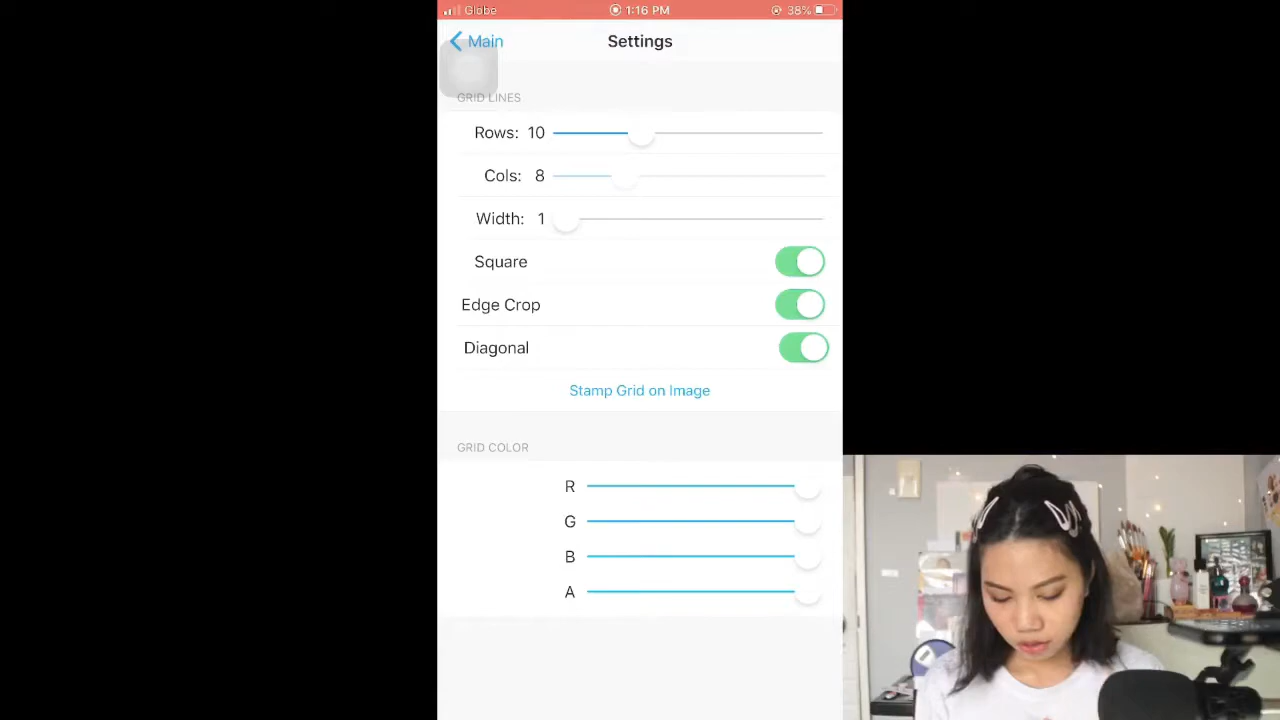 Globe 1:16 PM 38%
Main Settings
GRID LINES
Rows: 10
Cols: 8
Width: 1
Square
Edge Crop
Diagonal
Stamp Grid on Image
GRID COLOR
R
G
B
A